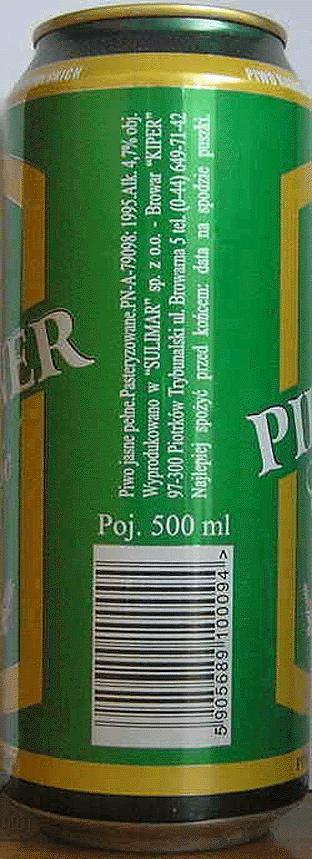 PIWO
Piwo jasne pełne.Pasteryzowane.PN-A-79098: 1995.Alk. 4,7% obj.
Wyprodukowano w "SULIMAR" sp. z o.o. - Browar "KIPER"
97-300 Piotrków Trybunalski ul. Browarna 5 tel. (0-44) 649-71-42
Najlepiej spożyć przed końcem: data na spodzie puszki.
Poj. 500 ml
5 905689 100094 >